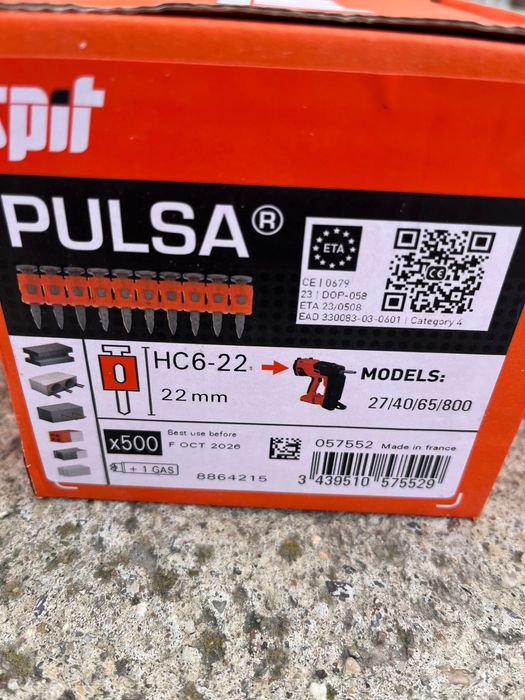 spit
PULSA®
ETA
CE | 0679
23 | DOP-058
ETA 23/0508
EAD 330083-03-0601 | Category 4
CE
HC6-22
22 mm
MODELS:
27/40/65/800
x500
+ 1 GAS
Best use before
F OCT 2026
8864215
057552 Made in france
3 439510 575529